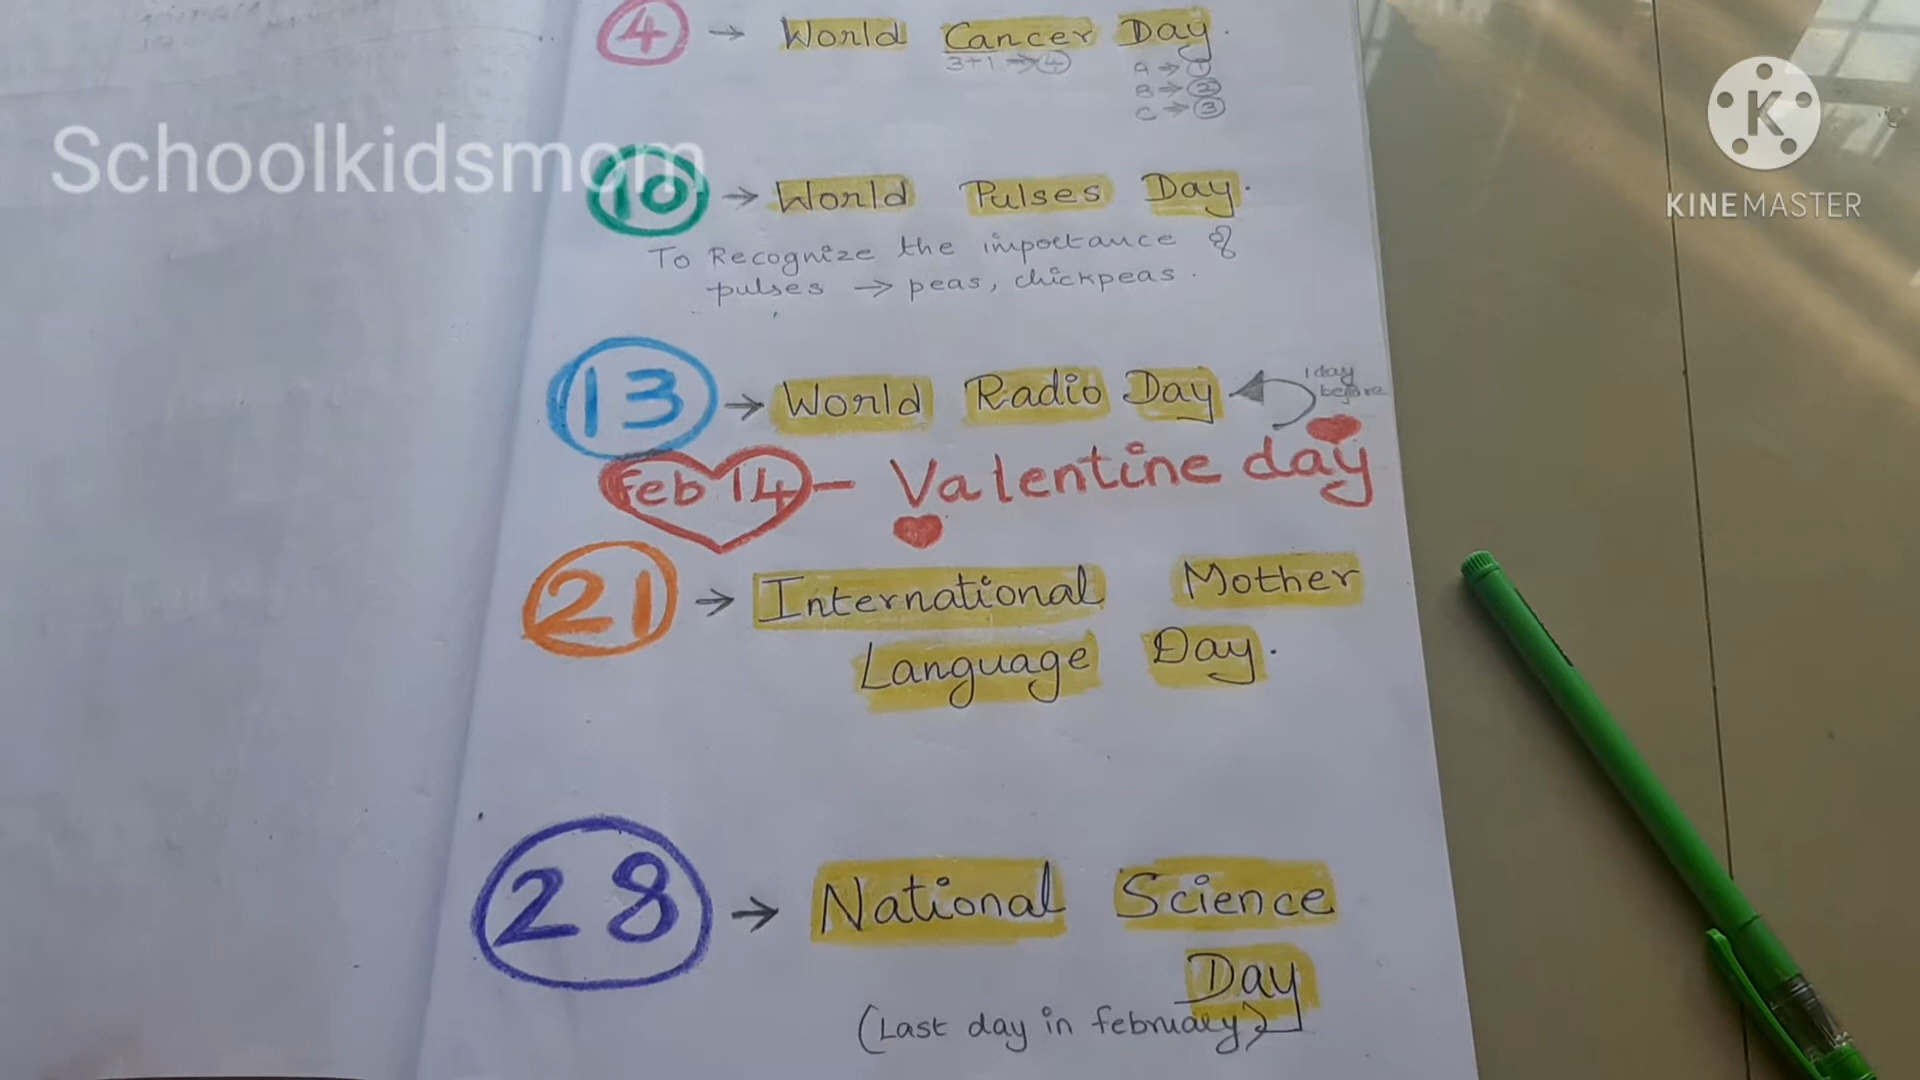 4 → World Cancer Day.
3+1 → 4
A → 1
B → 2
C → 3
Schoolkidsmom
10 → World Pulses Day.
To Recognize the importance of
pulses → peas, chickpeas.
13 → World Radio Day
1 day
before
Feb 14 - Valentine day
21 → International Mother
Language Day.
28 → National Science
Day
(Last day in february)
K
KINEMASTER